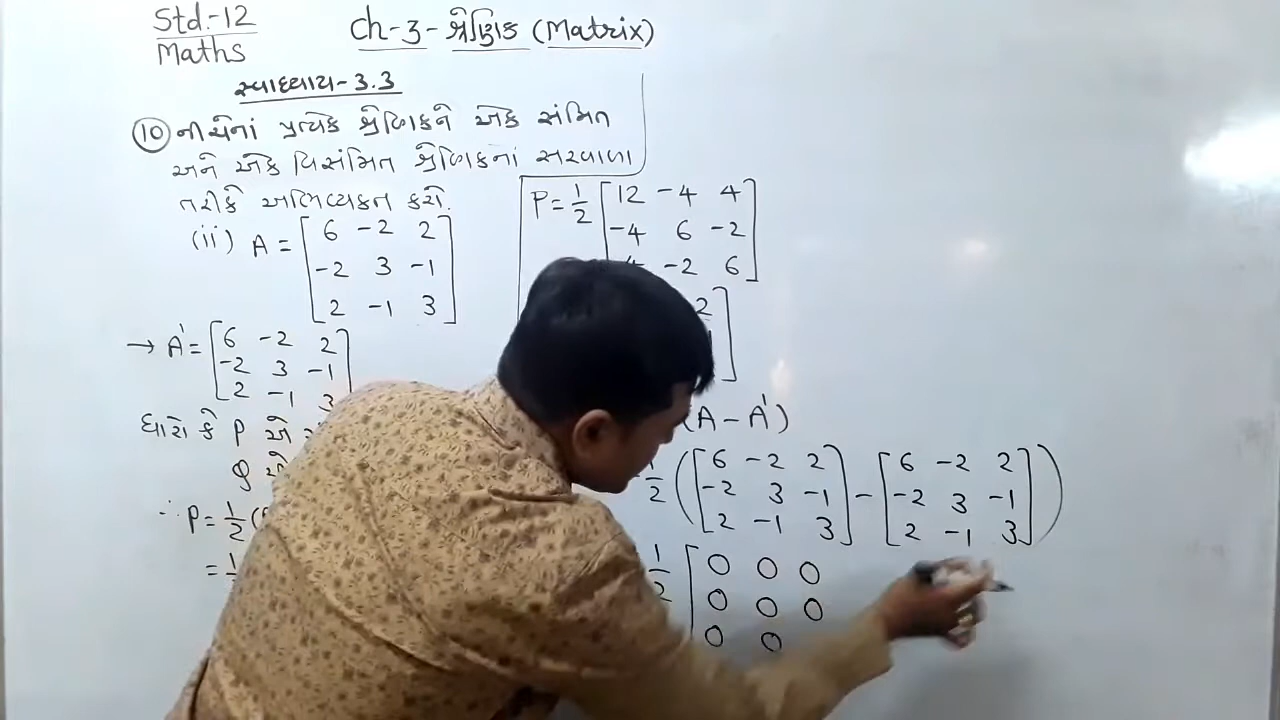 Std.-12
Maths
Ch-3-શ્રેણિક (Matrix)
સ્વાધ્યાય-3.3
(10) નીચેનાં પ્રત્યેક શ્રેણિકને એક સંમિત
અને એક વિસંમિત શ્રેણિકનાં સરવાળા
તરીકે અભિવ્યક્ત કરો.
(ii) A = [6 -2 2
-2 3 -1
2 -1 3]
→ A' = [6 -2 2
-2 3 -1
2 -1 3]
ધારો કે P એ
Q
∴ P = 1/2 (
= 1
P = 1/2 [12 -4 4
-4 6 -2
-2 6]
2
]
(A - A')
1/2 ([6 -2 2 -2 3 -1 2 -1 3] - [6 -2 2 -2 3 -1 2 -1 3])
1/2 [0 0 0
0 0 0
0 0